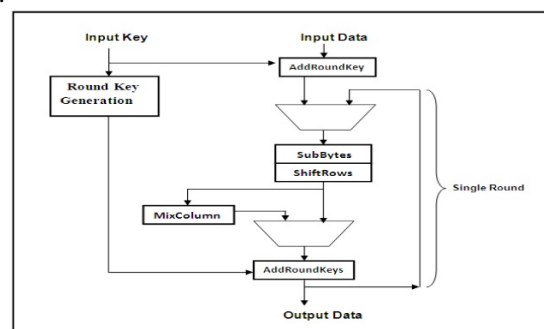 Input Key
Input Data
AddRoundKey
Round Key
Generation
SubBytes
ShiftRows
Single Round
MixColumn
AddRoundKeys
Output Data